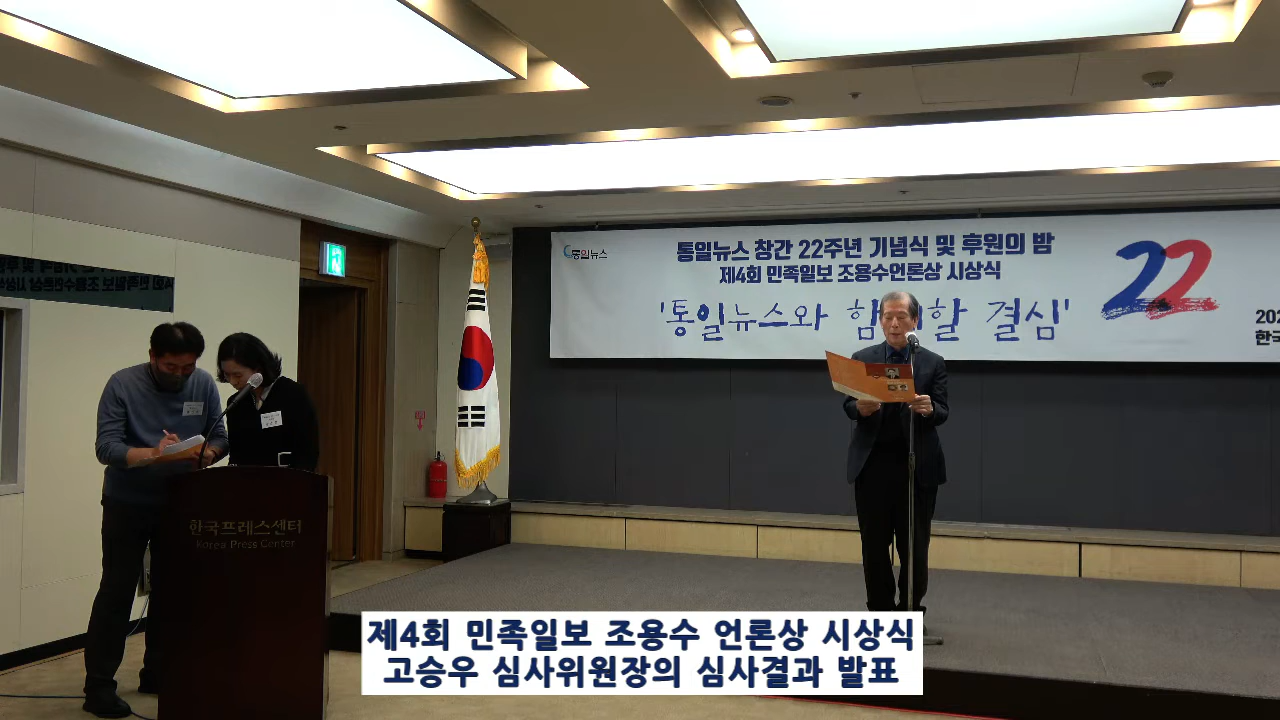 통일뉴스
통일뉴스 창간 22주년 기념식 및 후원의 밤
제4회 민족일보 조용수언론상 시상식
'통일뉴스와 함 할 결심'
22
202
한국
한국프레스센터
Korea Press Center
제4회 민족일보 조용수 언론상 시상식
고승우 심사위원장의 심사결과 발표